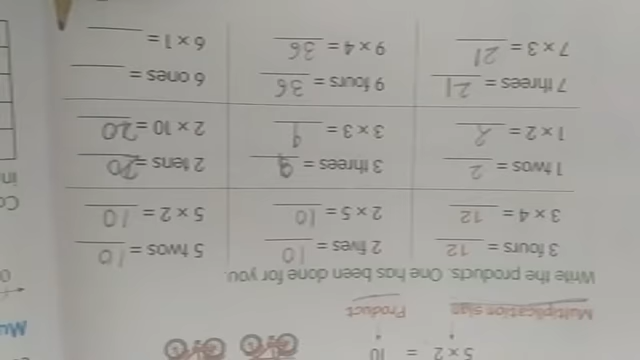 5 × 2 = 10
Multiplication sign Product
Write the products. One has been done for you.
3 fours = 12 2 fives = 10 5 twos = 10
3 × 4 = 12 2 × 5 = 10 5 × 2 = 10
1 twos = 2 3 threes = 9 2 tens = 20
1 × 2 = 2 3 × 3 = 9 2 × 10 = 20
7 threes = 21 9 fours = 36 6 ones =
7 × 3 = 21 9 × 4 = 36 6 × 1 =